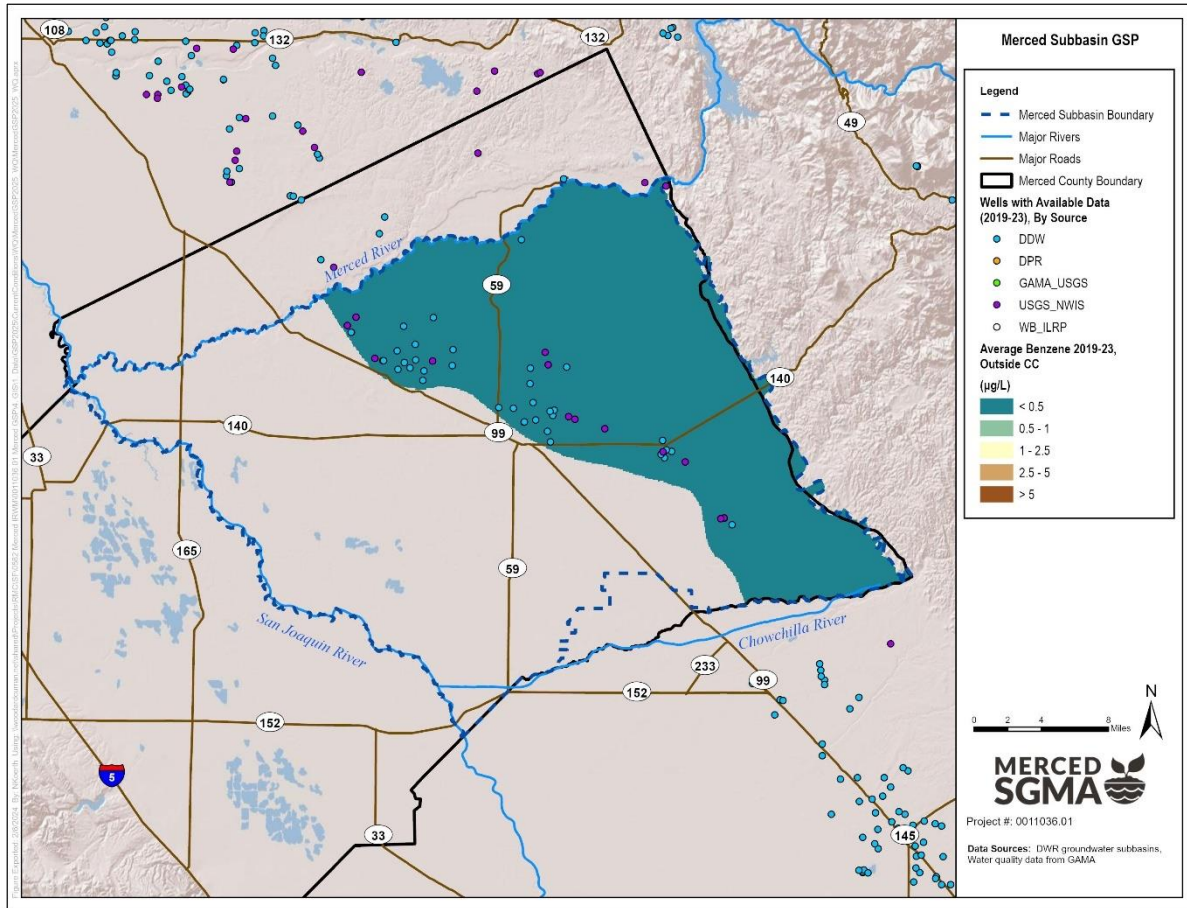 108
132
132
49
Merced River
59
140
99
140
33
165
59
San Joaquin River
Chowchilla River
233
99
152
152
5
33
145
Merced Subbasin GSP
Legend
Merced Subbasin Boundary
Major Rivers
Major Roads
Merced County Boundary
Wells with Available Data
(2019-23), By Source
DDW
DPR
GAMA_USGS
USGS_NWIS
WB_ILRP
Average Benzene 2019-23,
Outside CC
(µg/L)
< 0.5
0.5 - 1
1 - 2.5
2.5 - 5
> 5
N
0 2 4 8
Miles
MERCED
SGMA
Project #: 0011036.01
Data Sources: DWR groundwater subbasins,
Water quality data from GAMA